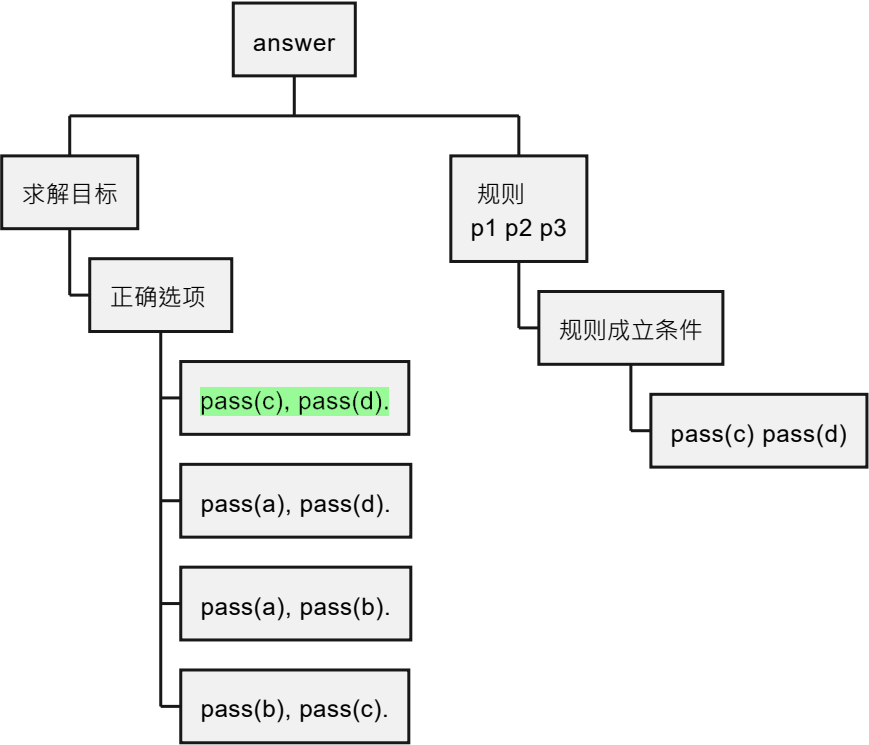 answer
求解目标
规则
p1 p2 p3
正确选项
规则成立条件
pass(c), pass(d).
pass(c) pass(d)
pass(a), pass(d).
pass(a), pass(b).
pass(b), pass(c).